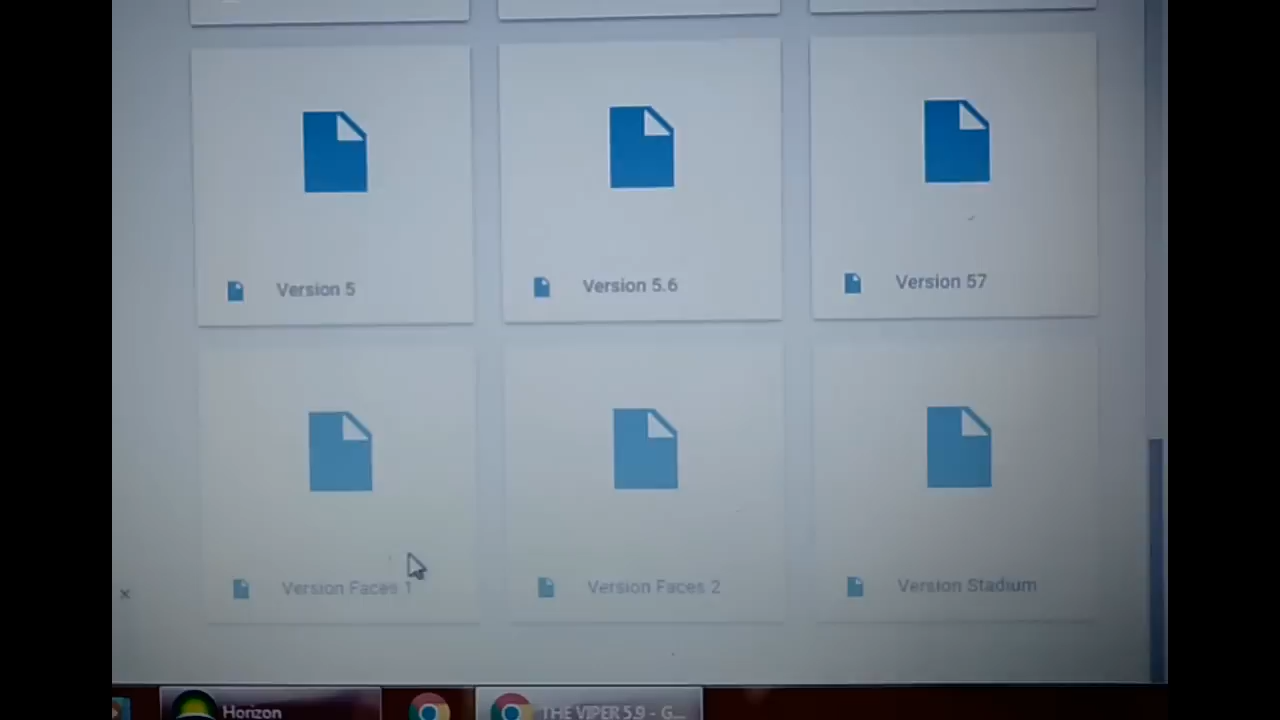 Version 5
Version 5.6
Version 57
Version Faces 1
Version Faces 2
Version Stadium
Horizon
THE VIPER 5.9 - G...